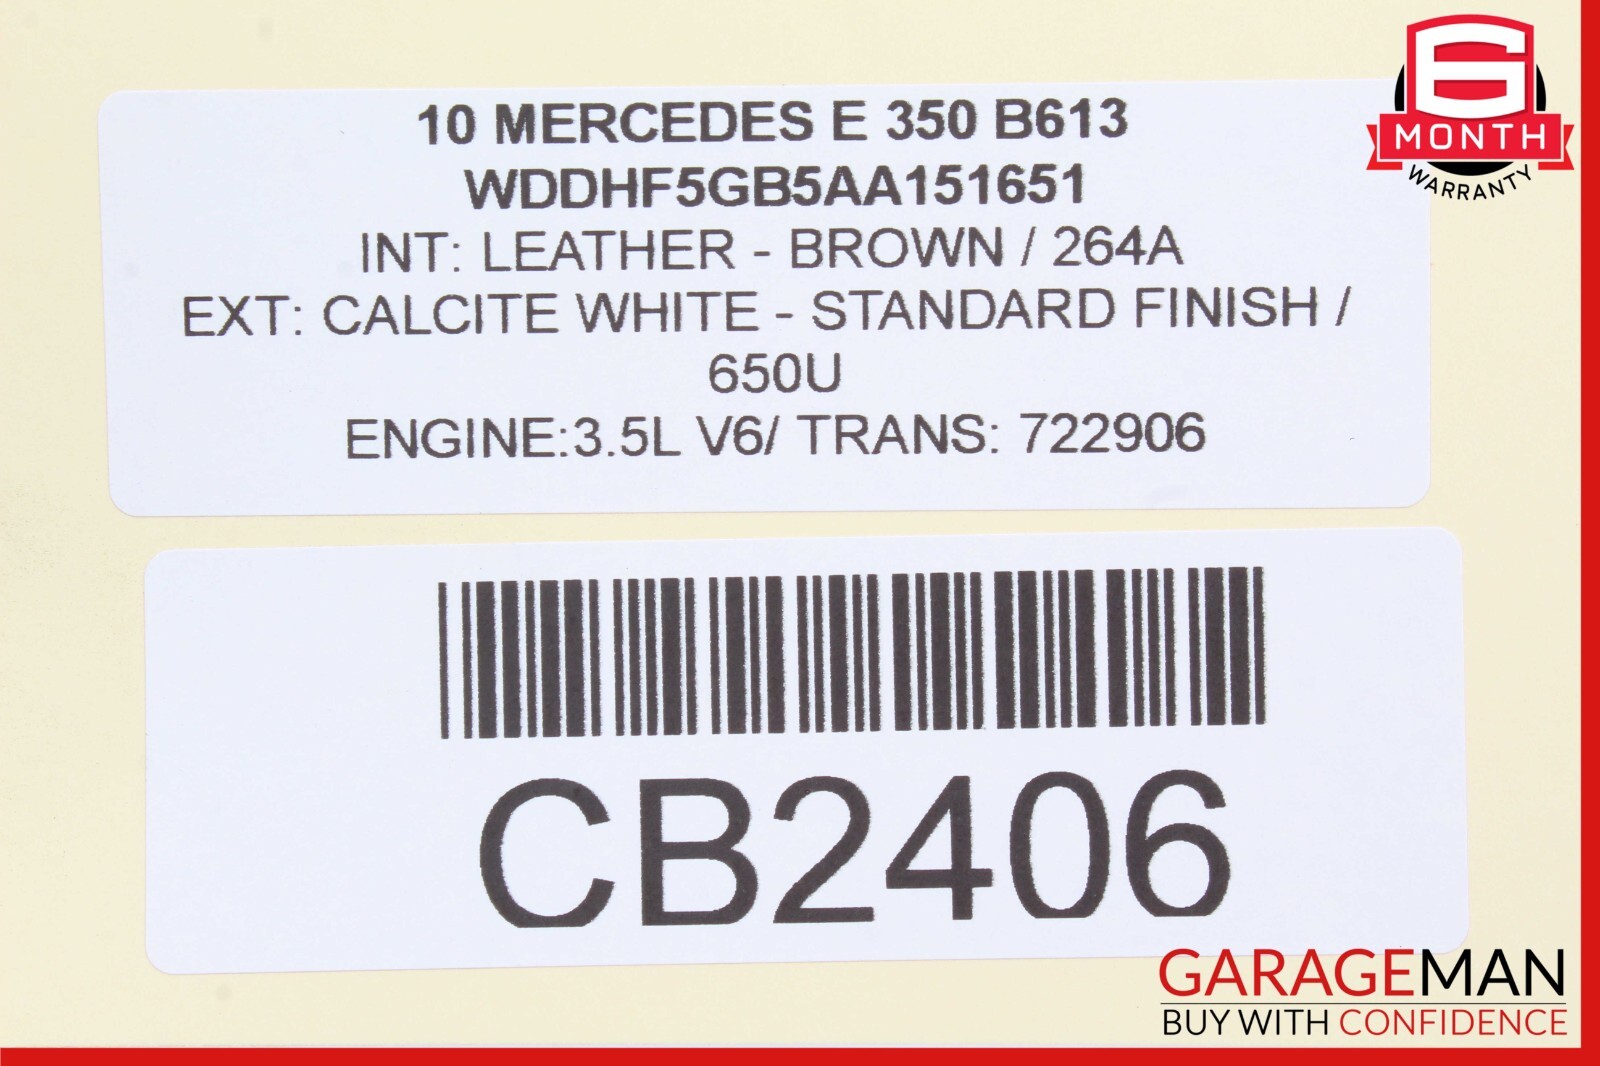 6
MONTH
WARRANTY
10 MERCEDES E 350 B613
WDDHF5GB5AA151651
INT: LEATHER - BROWN / 264A
EXT: CALCITE WHITE - STANDARD FINISH /
650U
ENGINE:3.5L V6/ TRANS: 722906
CB2406
GARAGEMAN
BUY WITH CONFIDENCE